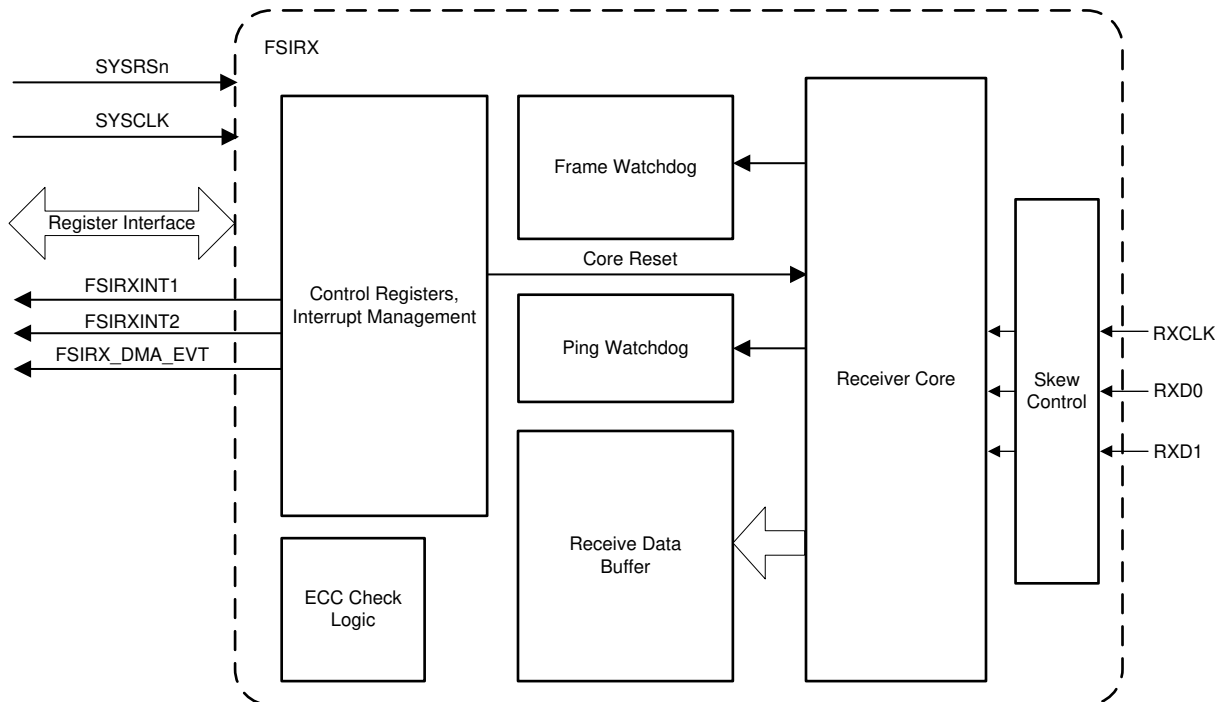 FSIRX
SYSRSn
SYSCLK
Register Interface
FSIRXINT1
FSIRXINT2
FSIRX_DMA_EVT
Control Registers,
Interrupt Management
ECC Check
Logic
Frame Watchdog
Core Reset
Ping Watchdog
Receive Data
Buffer
Receiver Core
Skew
Control
RXCLK
RXD0
RXD1